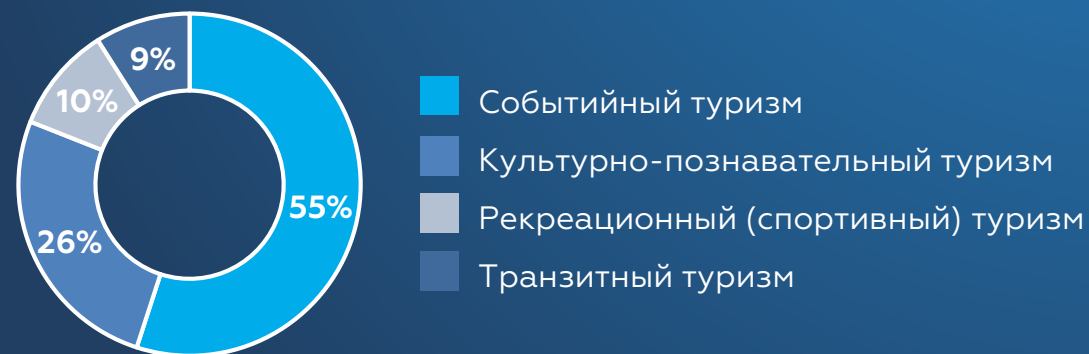 9%
10%
26%
55%
Событийный туризм
Культурно-познавательный туризм
Рекреационный (спортивный) туризм
Транзитный туризм